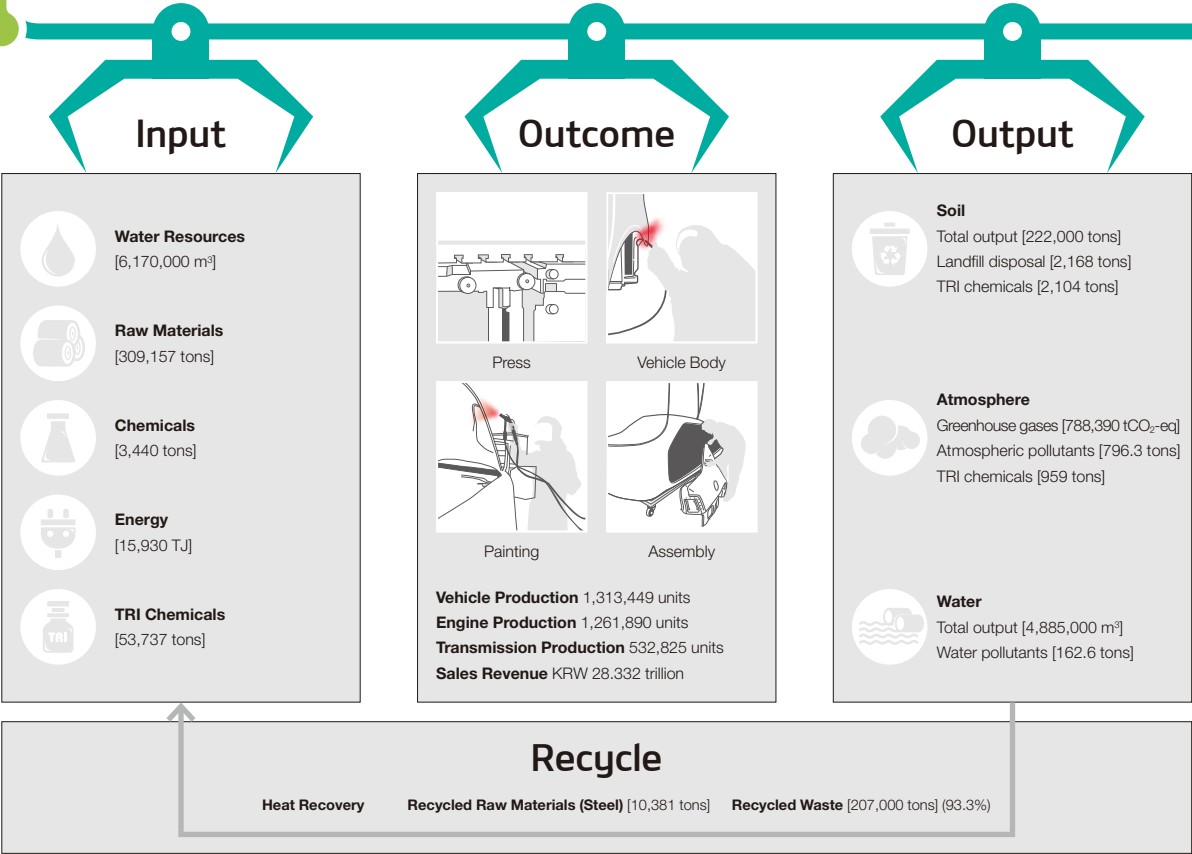 Input
Water Resources
[6,170,000 m³]
Raw Materials
[309,157 tons]
Chemicals
[3,440 tons]
Energy
[15,930 TJ]
TRI
TRI Chemicals
[53,737 tons]
Outcome
Press
Vehicle Body
Painting
Assembly
Vehicle Production 1,313,449 units
Engine Production 1,261,890 units
Transmission Production 532,825 units
Sales Revenue KRW 28.332 trillion
Output
Soil
Total output [222,000 tons]
Landfill disposal [2,168 tons]
TRI chemicals [2,104 tons]
Atmosphere
Greenhouse gases [788,390 tCO₂-eq]
Atmospheric pollutants [796.3 tons]
TRI chemicals [959 tons]
Water
Total output [4,885,000 m³]
Water pollutants [162.6 tons]
Recycle
Heat Recovery Recycled Raw Materials (Steel) [10,381 tons] Recycled Waste [207,000 tons] (93.3%)